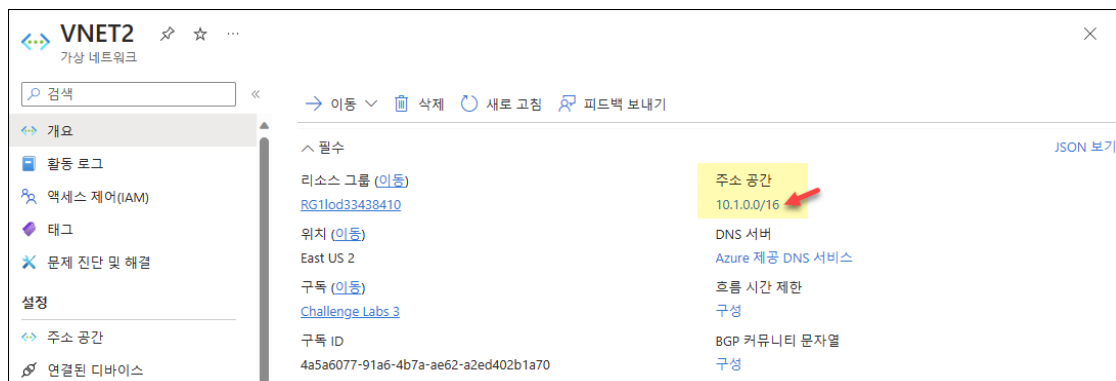 VNET2
가상 네트워크
검색
개요
활동 로그
액세스 제어(IAM)
태그
문제 진단 및 해결
설정
주소 공간
연결된 디바이스
이동
삭제
새로 고침
피드백 보내기
필수
JSON 보기
리소스 그룹 (이동)
RG1lod33438410
위치 (이동)
East US 2
구독 (이동)
Challenge Labs 3
구독 ID
4a5a6077-91a6-4b7a-ae62-a2ed402b1a70
주소 공간
10.1.0.0/16
DNS 서버
Azure 제공 DNS 서비스
흐름 시간 제한
구성
BGP 커뮤니티 문자열
구성